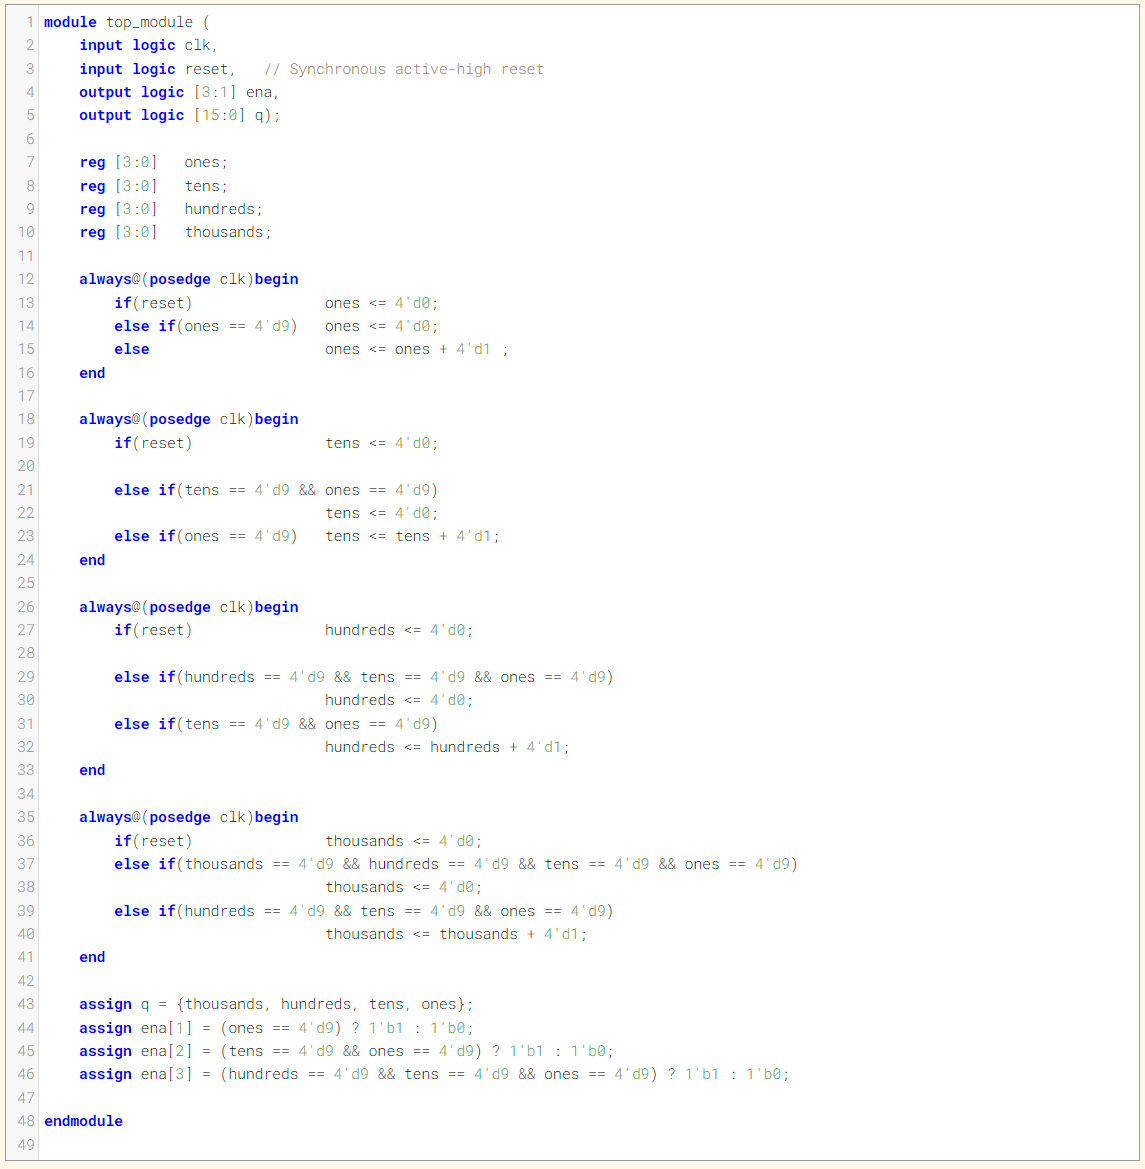 1 module top_module (
2     input logic clk,
3     input logic reset,   // Synchronous active-high reset
4     output logic [3:1] ena,
5     output logic [15:0] q);
6
7     reg [3:0]   ones;
8     reg [3:0]   tens;
9     reg [3:0]   hundreds;
10     reg [3:0]   thousands;
11
12     always@(posedge clk)begin
13         if(reset)               ones <= 4'd0;
14         else if(ones == 4'd9)   ones <= 4'd0;
15         else                    ones <= ones + 4'd1 ;
16     end
17
18     always@(posedge clk)begin
19         if(reset)               tens <= 4'd0;
20
21         else if(tens == 4'd9 && ones == 4'd9)
22                                 tens <= 4'd0;
23         else if(ones == 4'd9)   tens <= tens + 4'd1;
24     end
25
26     always@(posedge clk)begin
27         if(reset)               hundreds <= 4'd0;
28
29         else if(hundreds == 4'd9 && tens == 4'd9 && ones == 4'd9)
30                                 hundreds <= 4'd0;
31         else if(tens == 4'd9 && ones == 4'd9)
32                                 hundreds <= hundreds + 4'd1;
33     end
34
35     always@(posedge clk)begin
36         if(reset)               thousands <= 4'd0;
37         else if(thousands == 4'd9 && hundreds == 4'd9 && tens == 4'd9 && ones == 4'd9)
38                                 thousands <= 4'd0;
39         else if(hundreds == 4'd9 && tens == 4'd9 && ones == 4'd9)
40                                 thousands <= thousands + 4'd1;
41     end
42
43     assign q = {thousands, hundreds, tens, ones};
44     assign ena[1] = (ones == 4'd9) ? 1'b1 : 1'b0;
45     assign ena[2] = (tens == 4'd9 && ones == 4'd9) ? 1'b1 : 1'b0;
46     assign ena[3] = (hundreds == 4'd9 && tens == 4'd9 && ones == 4'd9) ? 1'b1 : 1'b0;
47
48 endmodule
49